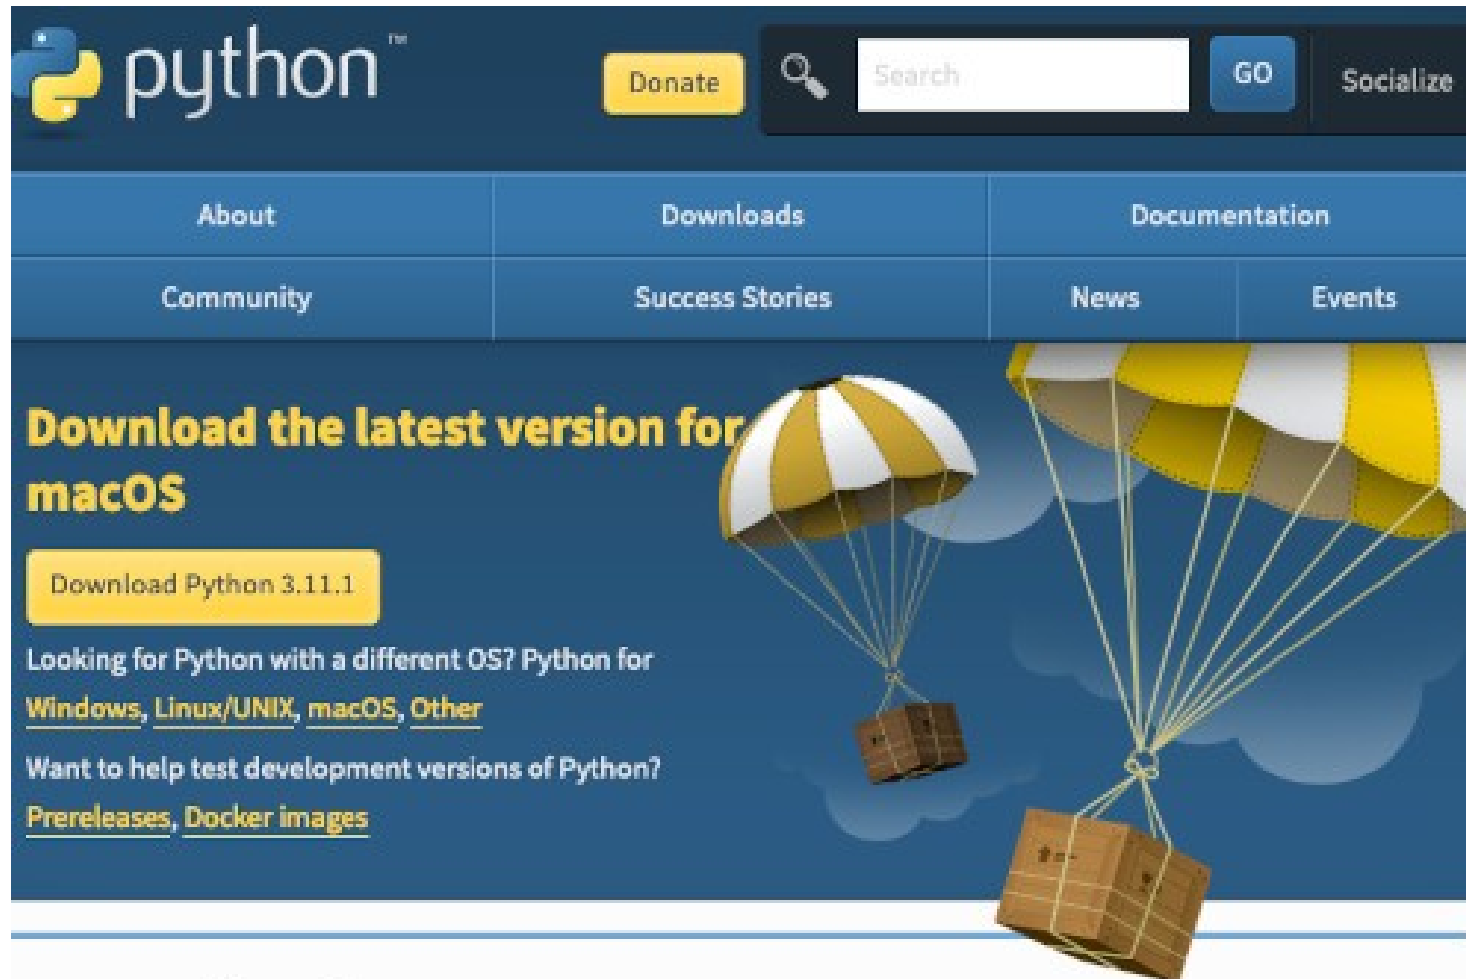 python™
Donate
Search
GO
Socialize
About
Downloads
Documentation
Community
Success Stories
News
Events
Download the latest version for
macOS
Download Python 3.11.1
Looking for Python with a different OS? Python for
Windows, Linux/UNIX, macOS, Other
Want to help test development versions of Python?
Prereleases, Docker images